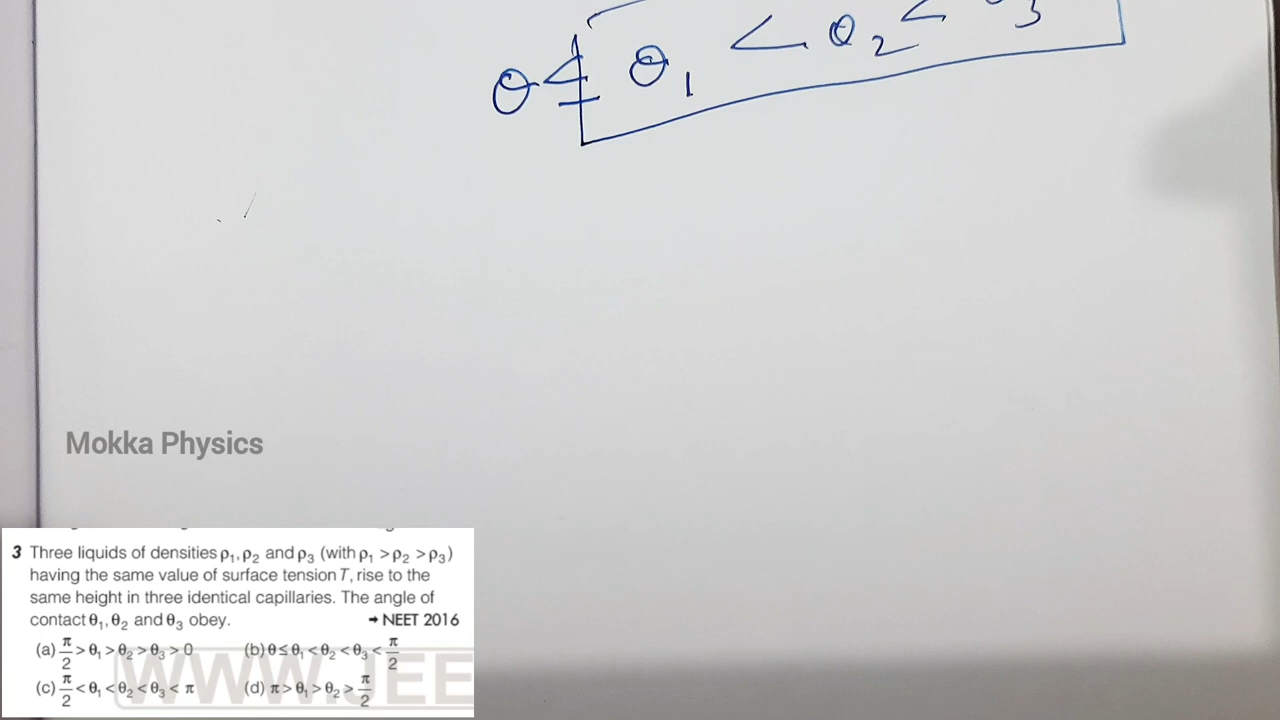 θ ≤ θ₁ < θ₂ < θ₃
Mokka Physics
3 Three liquids of densities ρ₁, ρ₂ and ρ₃ (with ρ₁ > ρ₂ > ρ₃)
having the same value of surface tension T, rise to the
same height in three identical capillaries. The angle of
contact θ₁, θ₂ and θ₃ obey. → NEET 2016
(a) π/2 > θ₁ > θ₂ > θ₃ > 0 (b) θ ≤ θ₁ < θ₂ < θ₃ < π/2
(c) π/2 < θ₁ < θ₂ < θ₃ < π (d) π > θ₁ > θ₂ > π/2
WWW.JEE